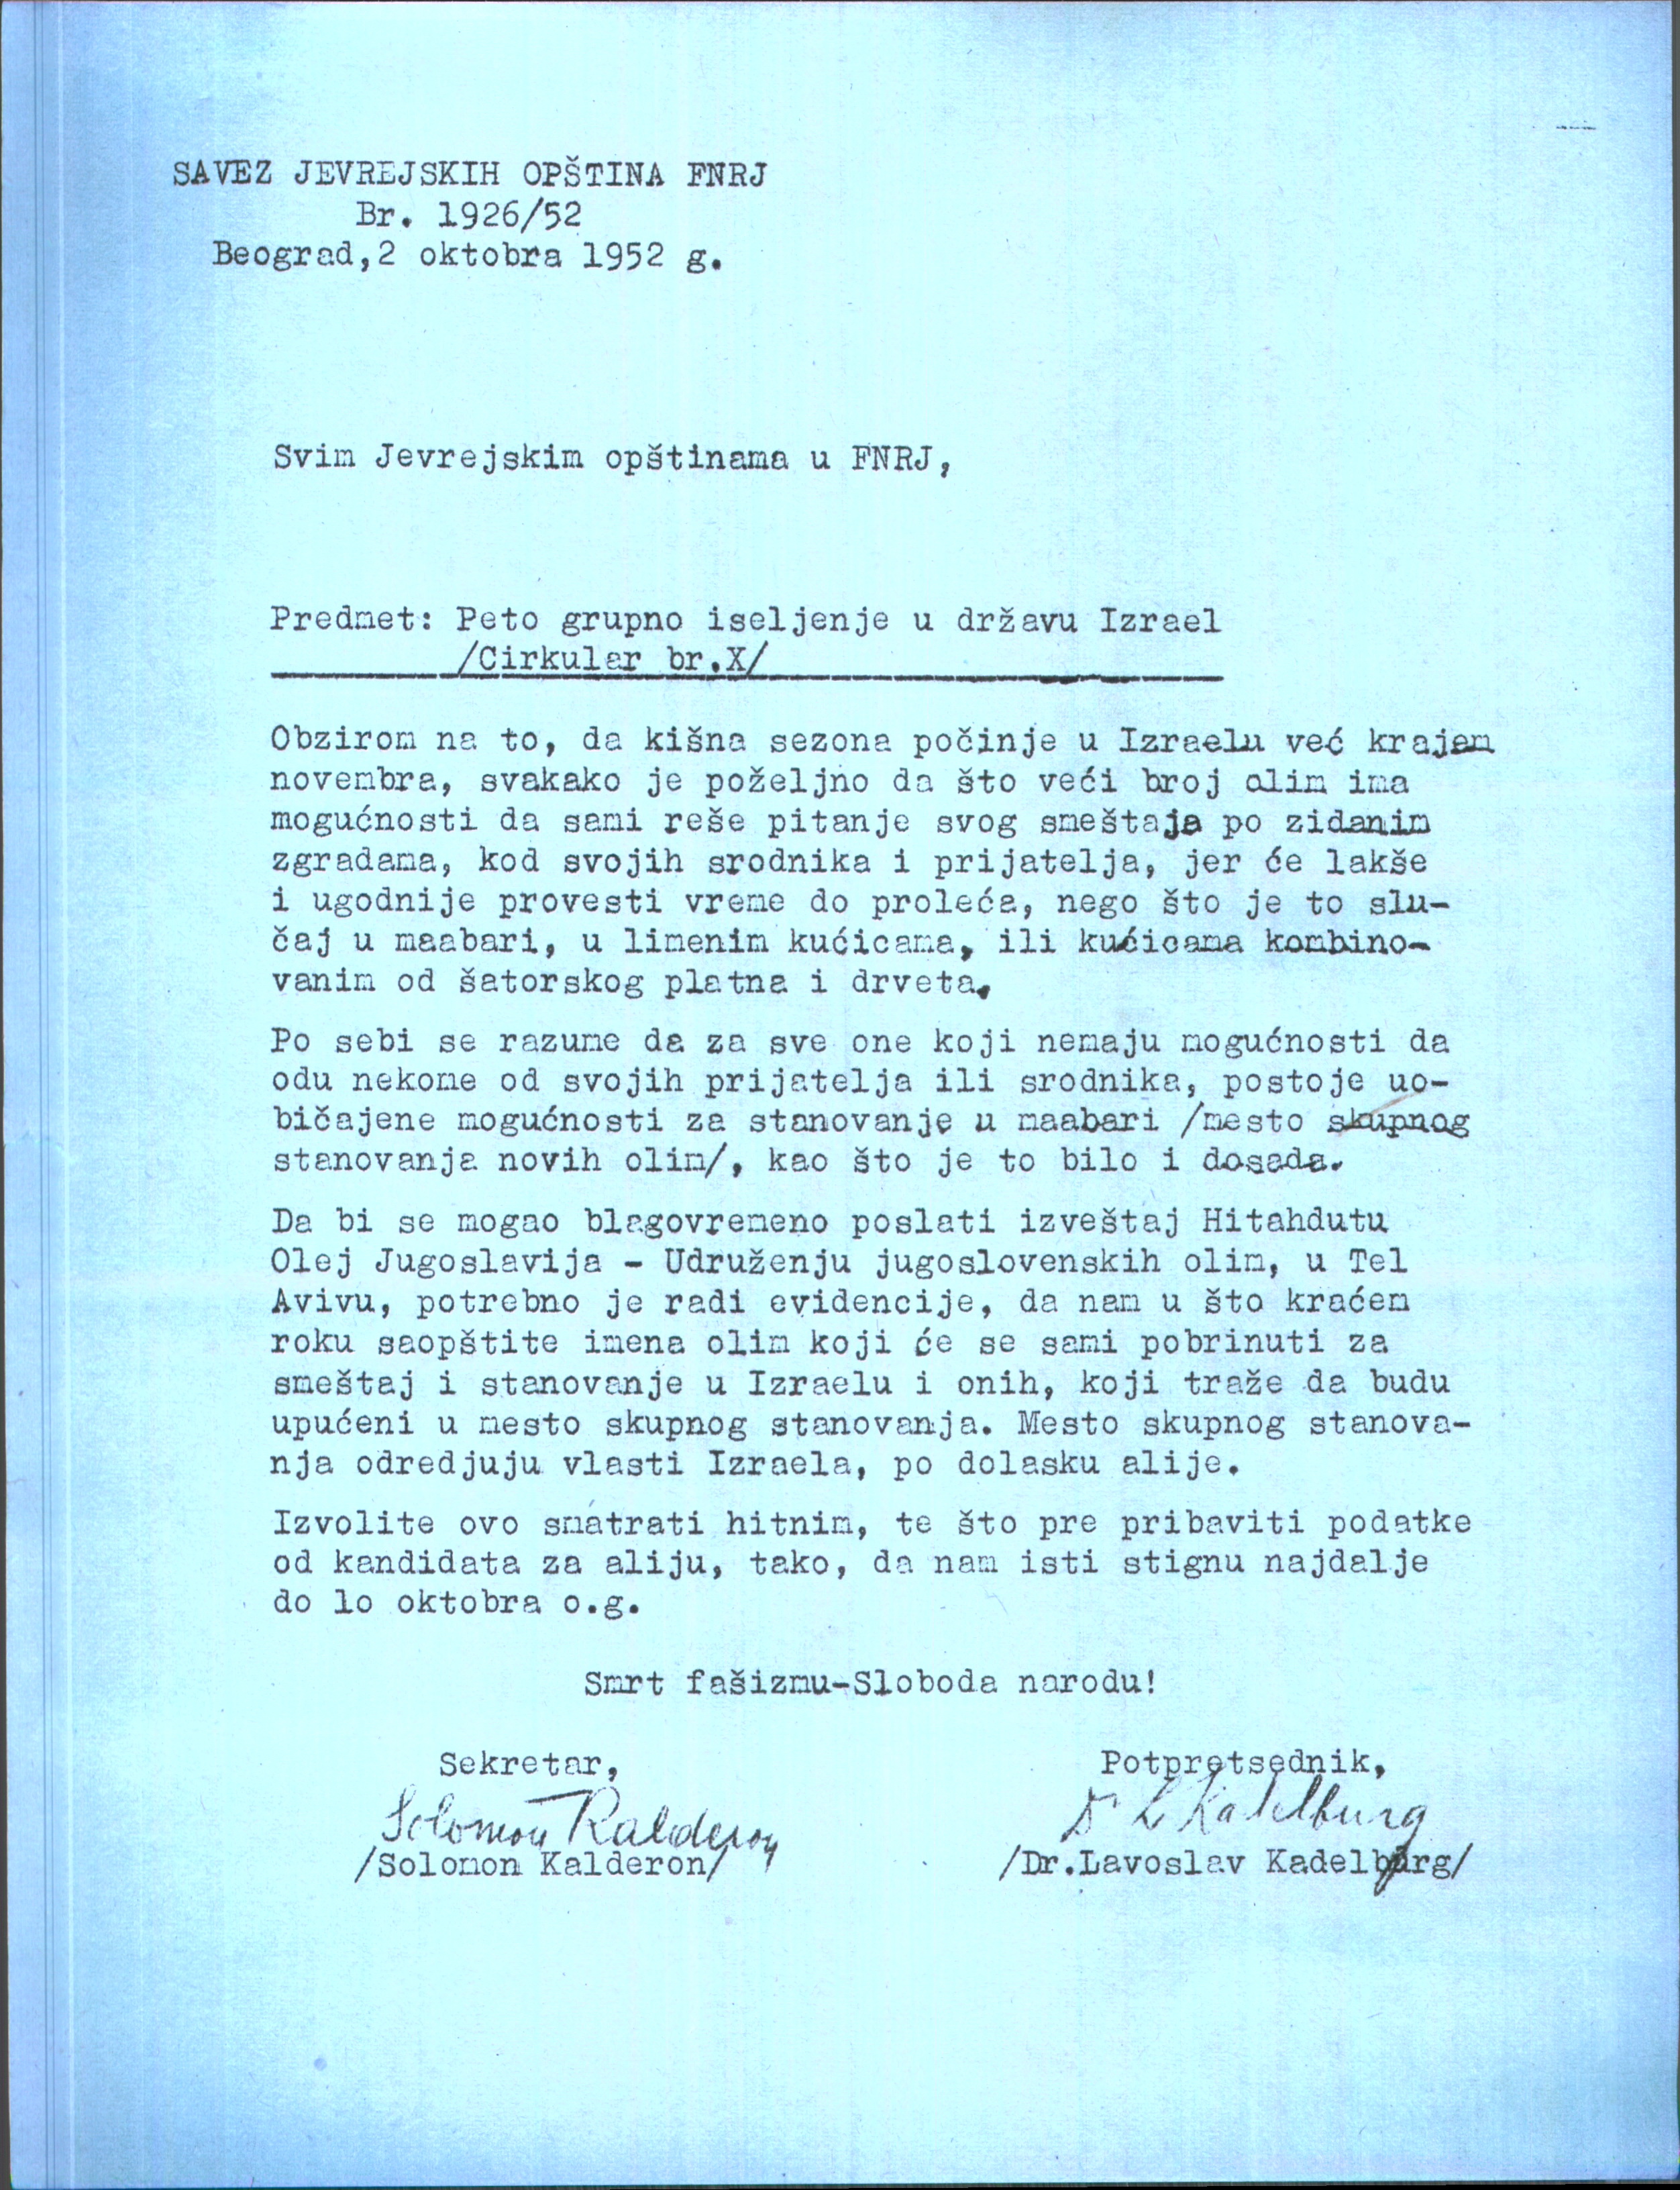 SAVEZ JEVREJSKIH OPŠTINA FNRJ
Br. 1926/52
Beograd,2 oktobra 1952 g.
Svim Jevrejskim opštinama u FNRJ,
Predmet: Peto grupno iseljenje u državu Izrael
/Cirkular br.X/
Obzirom na to, da kišna sezona počinje u Izraelu već krajem
novembra, svakako je poželjno da što veći broj olim ima
mogućnosti da sami reše pitanje svog smeštaja po zidanim
zgradama, kod svojih srodnika i prijatelja, jer će lakše
i ugodnije provesti vreme do proleća, nego što je to slu-
čaj u maabari, u limenim kućicama, ili kućicama kombino-
vanim od šatorskog platna i drveta.
Po sebi se razume da za sve one koji nemaju mogućnosti da
odu nekome od svojih prijatelja ili srodnika, postoje uo-
bičajene mogućnosti za stanovanje u maabari /mesto skupnog
stanovanja novih olim/, kao što je to bilo i dosada.
Da bi se mogao blagovremeno poslati izveštaj Hitahdutu
Olej Jugoslavija - Udruženju jugoslovenskih olim, u Tel
Avivu, potrebno je radi evidencije, da nam u što kraćem
roku saopštite imena olim koji će se sami pobrinuti za
smeštaj i stanovanje u Izraelu i onih, koji traže da budu
upućeni u mesto skupnog stanovanja. Mesto skupnog stanova-
nja odredjuju vlasti Izraela, po dolasku alije.
Izvolite ovo smatrati hitnim, te što pre pribaviti podatke
od kandidata za aliju, tako, da nam isti stignu najdalje
do lo oktobra o.g.
Smrt fašizmu-Sloboda narodu!
Sekretar,
Solomon Kalderon
/Solomon Kalderon/
Potpretsednik,
Dr L Kadelburg
/Dr.Lavoslav Kadelburg/